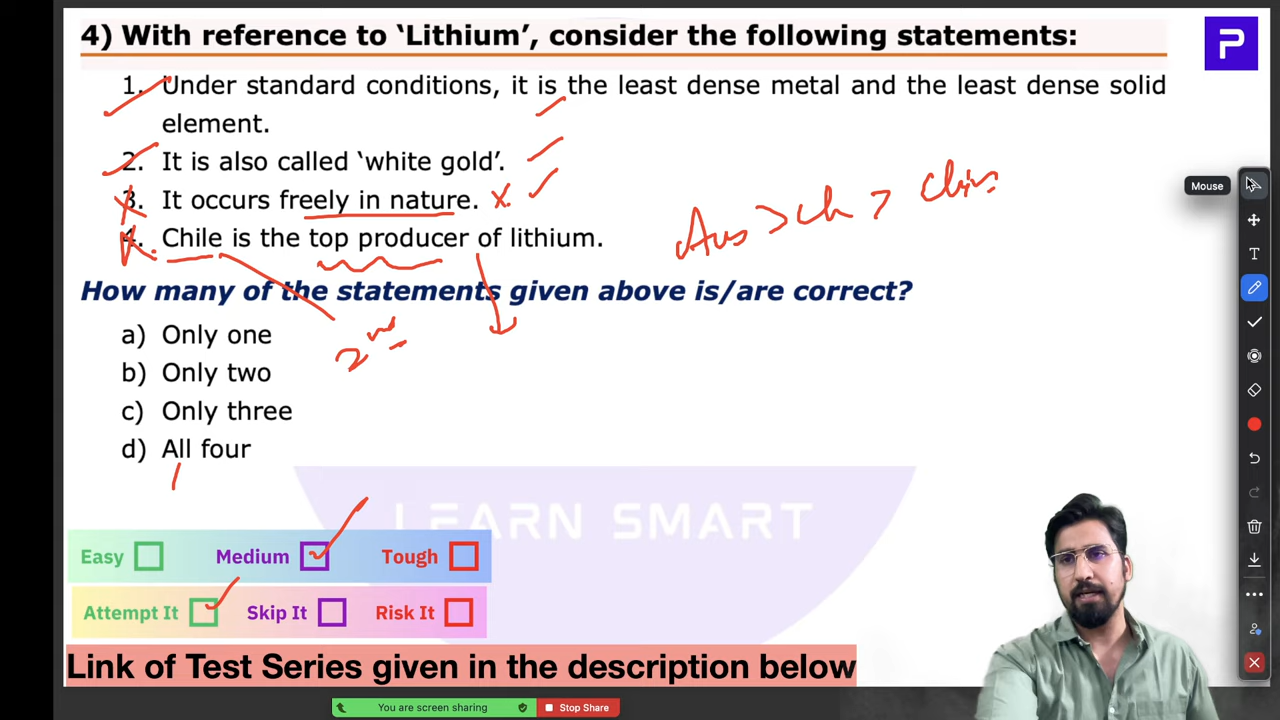 4) With reference to ‘Lithium’, consider the following statements:
1. Under standard conditions, it is the least dense metal and the least dense solid
element.
2. It is also called ‘white gold’.
3. It occurs freely in nature.
4. Chile is the top producer of lithium.
Aus > Ch > Chin
How many of the statements given above is/are correct?
a) Only one
2nd
b) Only two
c) Only three
d) All four
LEARN SMART
Easy Medium Tough
Attempt It Skip It Risk It
Link of Test Series given in the description below
Mouse
You are screen sharing Stop Share